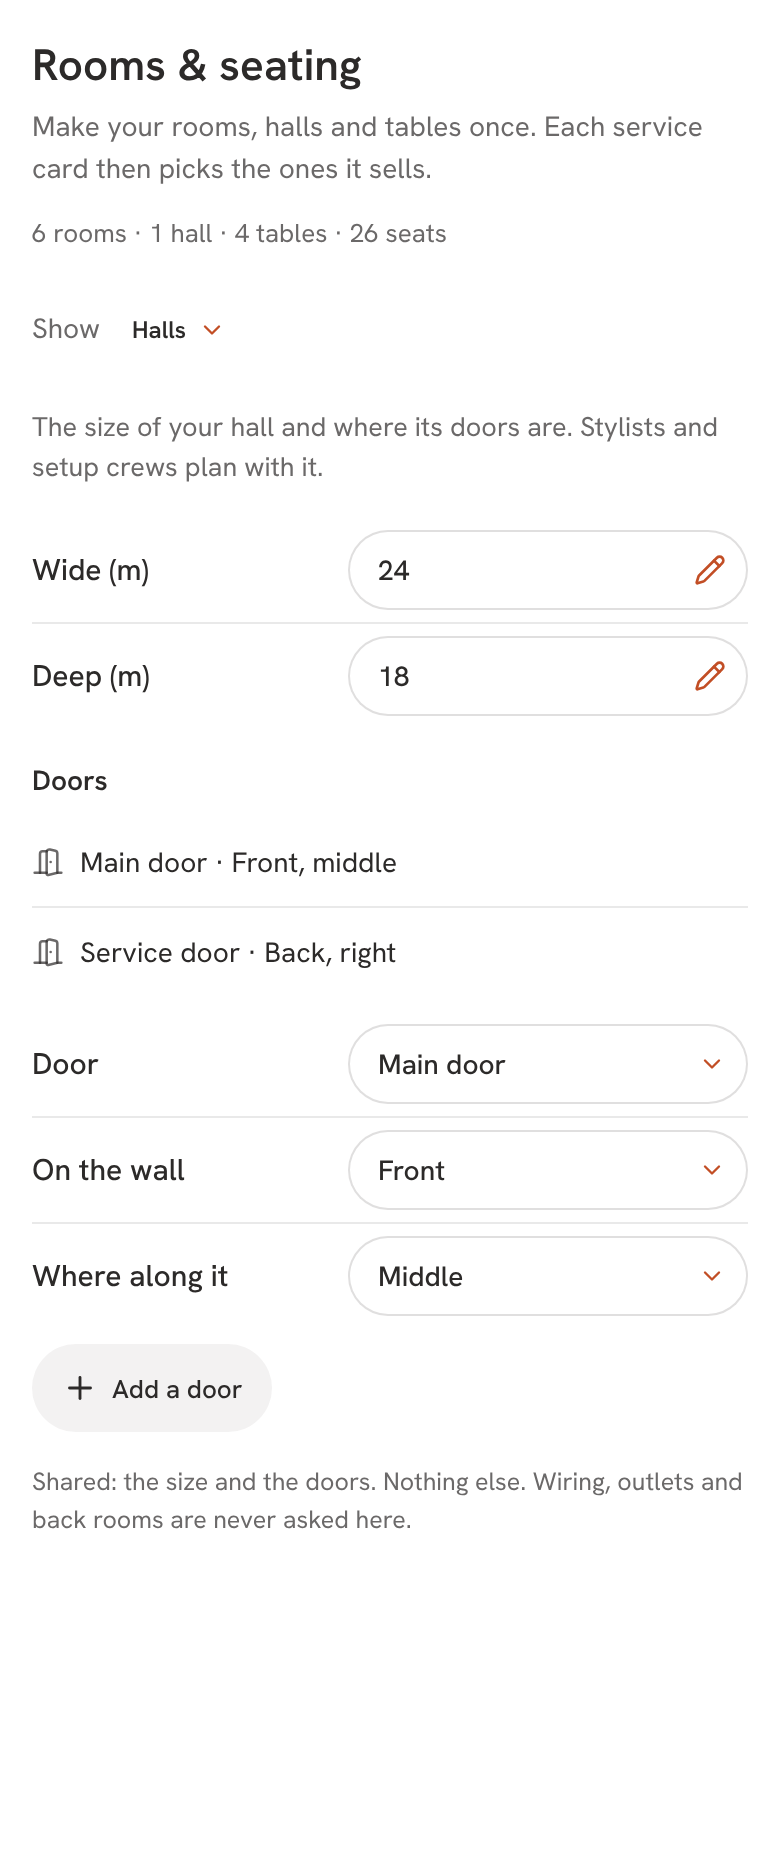 Rooms & seating
Make your rooms, halls and tables once. Each service
card then picks the ones it sells.
6 rooms · 1 hall · 4 tables · 26 seats
Show Halls
The size of your hall and where its doors are. Stylists and
setup crews plan with it.
Wide (m) 24
Deep (m) 18
Doors
Main door · Front, middle
Service door · Back, right
Door Main door
On the wall Front
Where along it Middle
Add a door
Shared: the size and the doors. Nothing else. Wiring, outlets and
back rooms are never asked here.